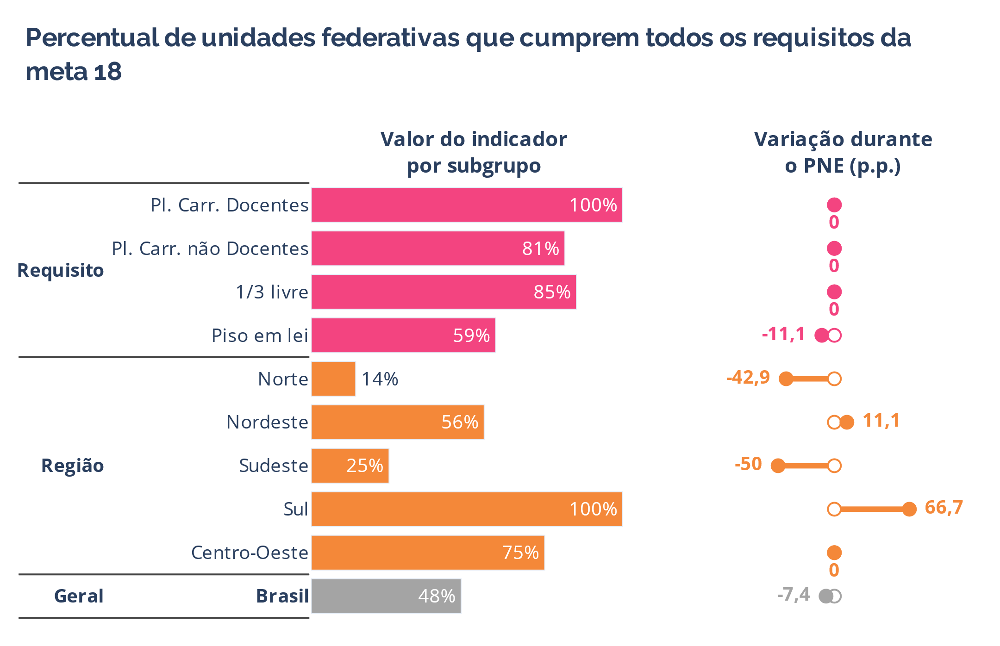 Percentual de unidades federativas que cumprem todos os requisitos da
meta 18
Valor do indicador
por subgrupo
Variação durante
o PNE (p.p.)
Requisito
Pl. Carr. Docentes 100% 0
Pl. Carr. não Docentes 81% 0
1/3 livre 85% 0
Piso em lei 59% -11,1
Região
Norte 14% -42,9
Nordeste 56% 11,1
Sudeste 25% -50
Sul 100% 66,7
Centro-Oeste 75% 0
Geral
Brasil 48% -7,4